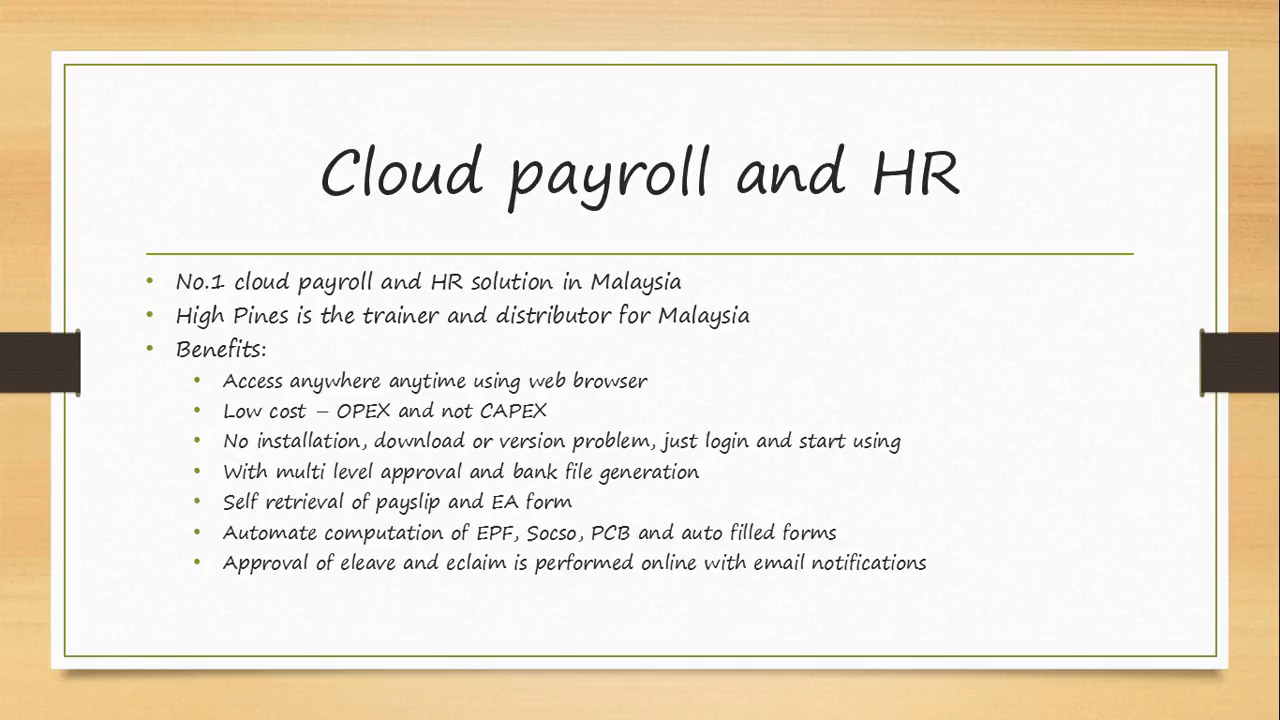 Cloud payroll and HR
• No.1 cloud payroll and HR solution in Malaysia
• High Pines is the trainer and distributor for Malaysia
• Benefits:
• Access anywhere anytime using web browser
• Low cost – OPEX and not CAPEX
• No installation, download or version problem, just login and start using
• With multi level approval and bank file generation
• Self retrieval of payslip and EA form
• Automate computation of EPF, Socso, PCB and auto filled forms
• Approval of eleave and eclaim is performed online with email notifications